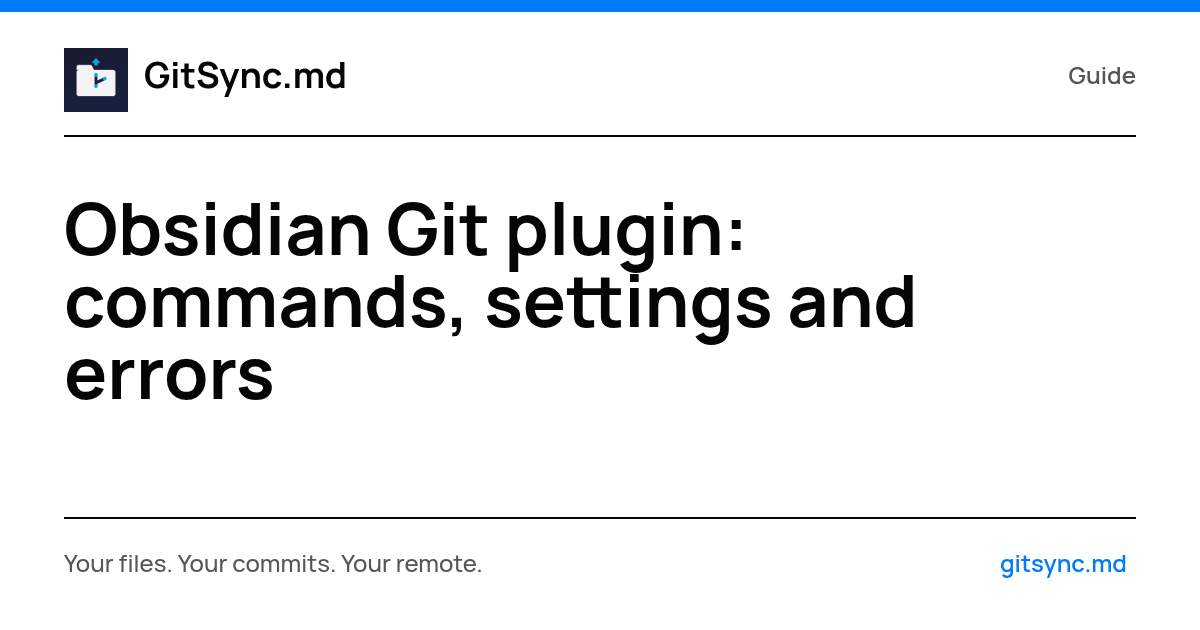 GitSync.md
Guide
Obsidian Git plugin:
commands, settings and
errors
Your files. Your commits. Your remote.
gitsync.md